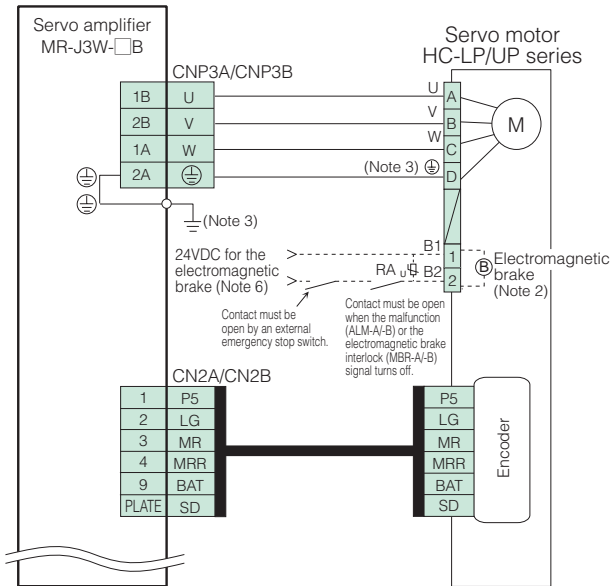 Servo amplifier
MR-J3W-□B
Servo motor
HC-LP/UP series
CNP3A/CNP3B
1B U
2B V
1A W
2A
U
V
W
(Note 3)
A
B
C
D
M
(Note 3)
24VDC for the
electromagnetic
brake (Note 6)
B1
B2
RA
U
1
2
B
Electromagnetic
brake
(Note 2)
Contact must be
open by an external
emergency stop switch.
Contact must be open
when the malfunction
(ALM-A/-B) or the
electromagnetic brake
interlock (MBR-A/-B)
signal turns off.
CN2A/CN2B
1 P5
2 LG
3 MR
4 MRR
9 BAT
PLATE SD
P5
LG
MR
MRR
BAT
SD
Encoder